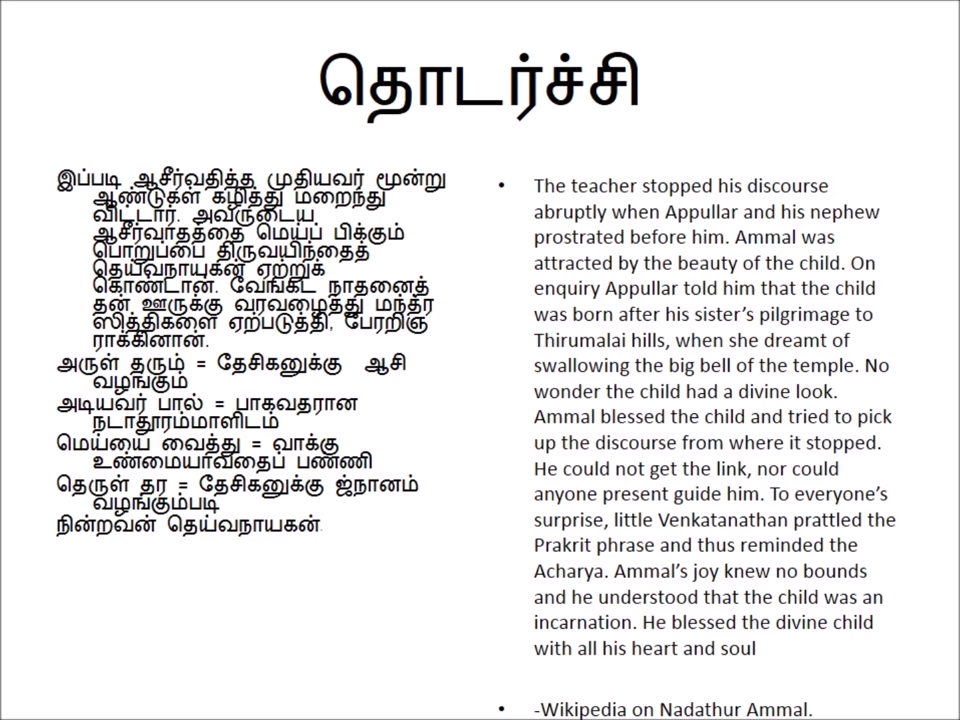 தொடர்ச்சி
இப்படி ஆசீர்வதித்த முதியவர் மூன்று
ஆண்டுகள் கழித்து மறைந்து
விட்டார். அவருடைய
ஆசீர்வாதத்தை மெய்ப் பிக்கும்
பொறுப்பை திருவயிந்தைத்
தெய்வநாயகன் ஏற்றுக்
கொண்டான். வேங்கட நாதனைத்
தன் ஊருக்கு வரவழைத்து மந்த்ர
ஸித்திகளை ஏற்படுத்தி, பேரறிஞ
ராக்கினான்.
அருள் தரும் = தேசிகனுக்கு ஆசி
வழங்கும்
அடியவர் பால் = பாகவதரான
நடாதூரம்மாளிடம்
மெய்யை வைத்து = வாக்கு
உண்மையாவதைப் பண்ணி
தெருள் தர = தேசிகனுக்கு ஜ்நானம்
வழங்கும்படி
நின்றவன் தெய்வநாயகன்
• The teacher stopped his discourse
abruptly when Appullar and his nephew
prostrated before him. Ammal was
attracted by the beauty of the child. On
enquiry Appullar told him that the child
was born after his sister’s pilgrimage to
Thirumalai hills, when she dreamt of
swallowing the big bell of the temple. No
wonder the child had a divine look.
Ammal blessed the child and tried to pick
up the discourse from where it stopped.
He could not get the link, nor could
anyone present guide him. To everyone’s
surprise, little Venkatanathan prattled the
Prakrit phrase and thus reminded the
Acharya. Ammal’s joy knew no bounds
and he understood that the child was an
incarnation. He blessed the divine child
with all his heart and soul
• -Wikipedia on Nadathur Ammal.